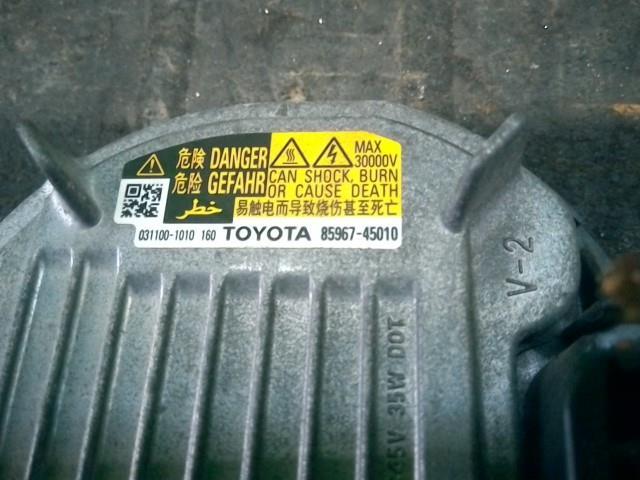 危険 DANGER
危险 GEFAHR
خطر
MAX
30000V
CAN SHOCK, BURN
OR CAUSE DEATH
易触电而导致烧伤甚至死亡
031100-1010 160 TOYOTA 85967-45010
V-2
45V 35W DOT